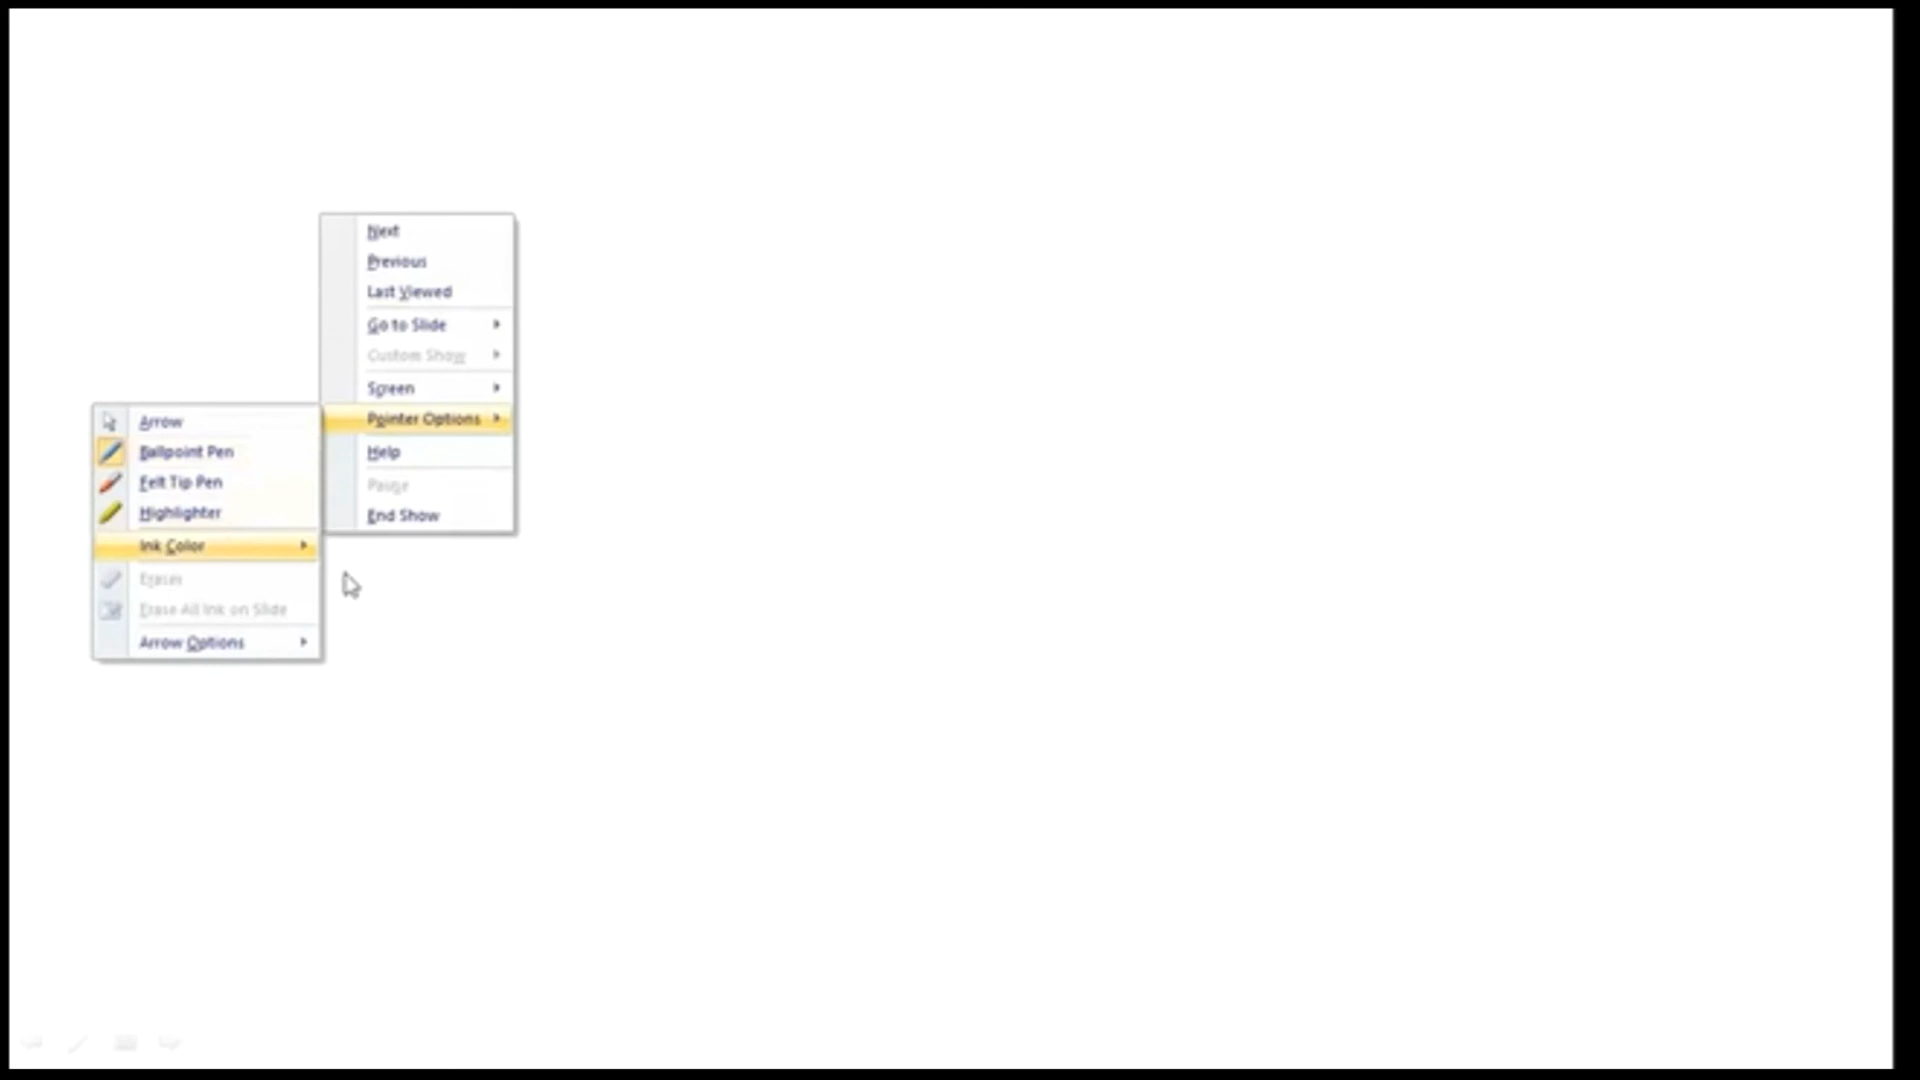 Next
Previous
Last Viewed
Go to Slide
Custom Show
Screen
Pointer Options
Help
Pause
End Show
Arrow
Ballpoint Pen
Felt Tip Pen
Highlighter
Ink Color
Eraser
Erase All Ink on Slide
Arrow Options